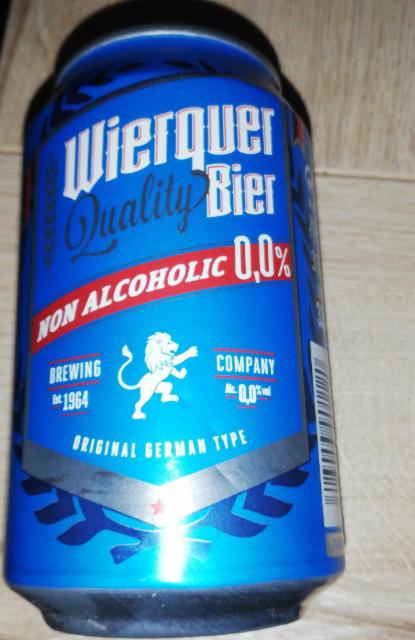 Wierquer
Quality Bier
NON ALCOHOLIC 0,0%
BREWING COMPANY
Est. 1964 Alc. 0,0% vol
ORIGINAL GERMAN TYPE